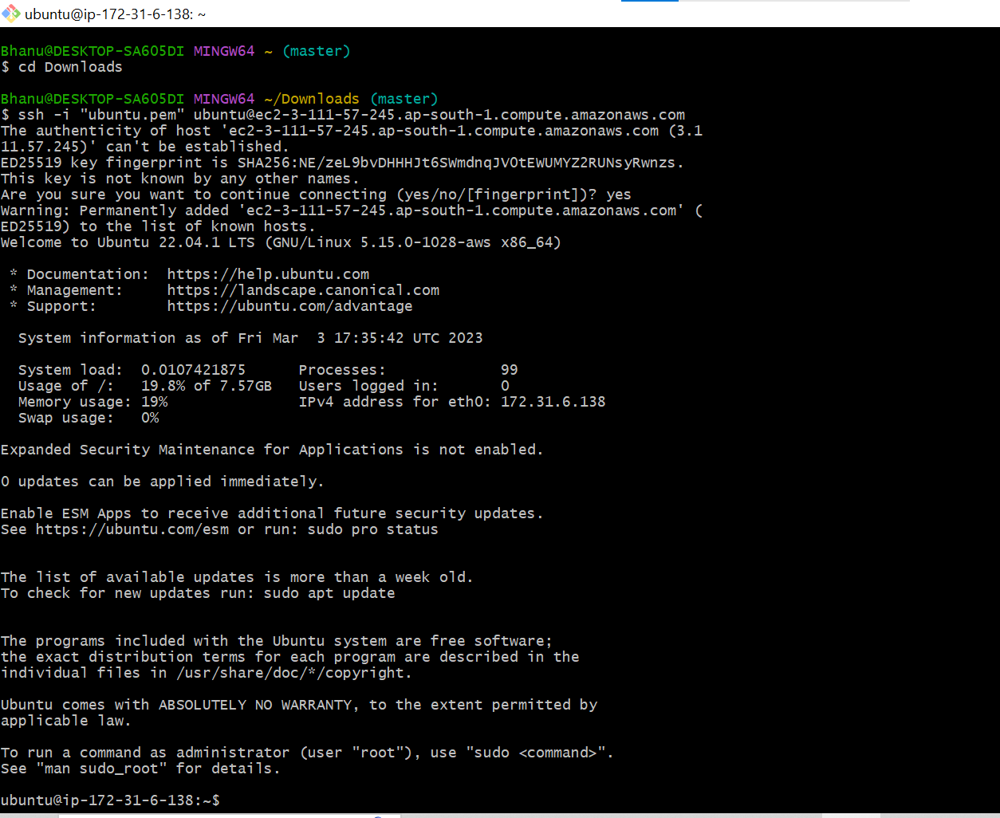 ubuntu@ip-172-31-6-138: ~
Bhanu@DESKTOP-SA605DI MINGW64 ~ (master)
$ cd Downloads
Bhanu@DESKTOP-SA605DI MINGW64 ~/Downloads (master)
$ ssh -i "ubuntu.pem" ubuntu@ec2-3-111-57-245.ap-south-1.compute.amazonaws.com
The authenticity of host 'ec2-3-111-57-245.ap-south-1.compute.amazonaws.com (3.1
11.57.245)' can't be established.
ED25519 key fingerprint is SHA256:NE/zeL9bvDHHHJt6SWmdnqJVOtEWUMYZ2RUNsyRwnzs.
This key is not known by any other names.
Are you sure you want to continue connecting (yes/no/[fingerprint])? yes
Warning: Permanently added 'ec2-3-111-57-245.ap-south-1.compute.amazonaws.com' (
ED25519) to the list of known hosts.
Welcome to Ubuntu 22.04.1 LTS (GNU/Linux 5.15.0-1028-aws x86_64)
 * Documentation:  https://help.ubuntu.com
 * Management:     https://landscape.canonical.com
 * Support:        https://ubuntu.com/advantage
  System information as of Fri Mar  3 17:35:42 UTC 2023
  System load:  0.0107421875      Processes:             99
  Usage of /:   19.8% of 7.57GB   Users logged in:       0
  Memory usage: 19%               IPv4 address for eth0: 172.31.6.138
  Swap usage:   0%
Expanded Security Maintenance for Applications is not enabled.
0 updates can be applied immediately.
Enable ESM Apps to receive additional future security updates.
See https://ubuntu.com/esm or run: sudo pro status
The list of available updates is more than a week old.
To check for new updates run: sudo apt update
The programs included with the Ubuntu system are free software;
the exact distribution terms for each program are described in the
individual files in /usr/share/doc/*/copyright.
Ubuntu comes with ABSOLUTELY NO WARRANTY, to the extent permitted by
applicable law.
To run a command as administrator (user "root"), use "sudo <command>".
See "man sudo_root" for details.
ubuntu@ip-172-31-6-138:~$